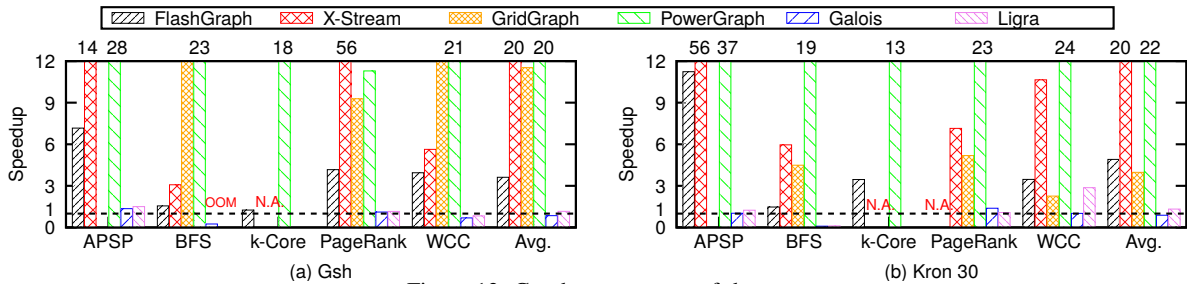 FlashGraph X-Stream GridGraph PowerGraph Galois Ligra
14 28 23 18 56 21 20 20
12
9
6
3
1
0
Speedup
OOM N.A.
APSP BFS k-Core PageRank WCC Avg.
(a) Gsh
56 37 19 13 23 24 20 22
12
9
6
3
1
0
Speedup
N.A. N.A.
APSP BFS k-Core PageRank WCC Avg.
(b) Kron 30